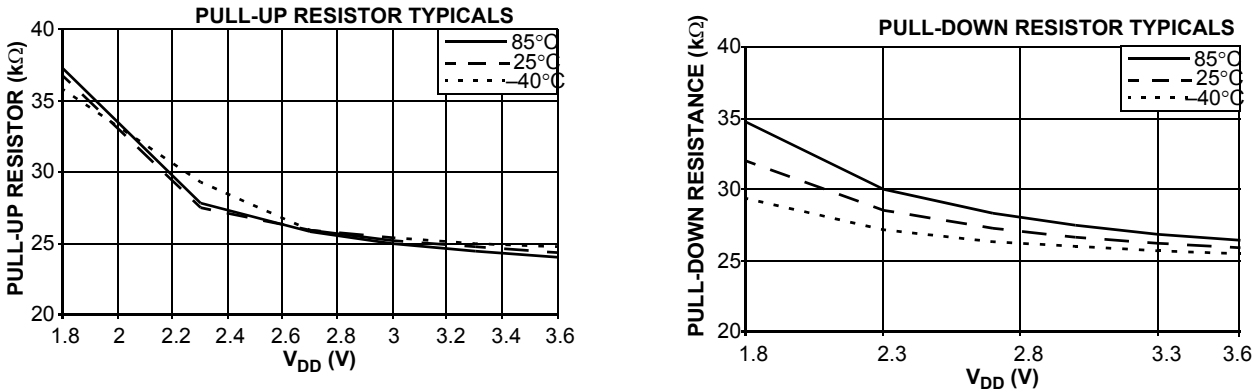 PULL-UP RESISTOR TYPICALS
PULL-UP RESISTOR (kΩ)
40
35
30
25
20
85°C
25°C
–40°C
1.8 2 2.2 2.4 2.6 2.8 3 3.2 3.4 3.6
VDD (V)
PULL-DOWN RESISTOR TYPICALS
PULL-DOWN RESISTANCE (kΩ)
40
35
30
25
20
85°C
25°C
–40°C
1.8 2.3 2.8 3.3 3.6
VDD (V)